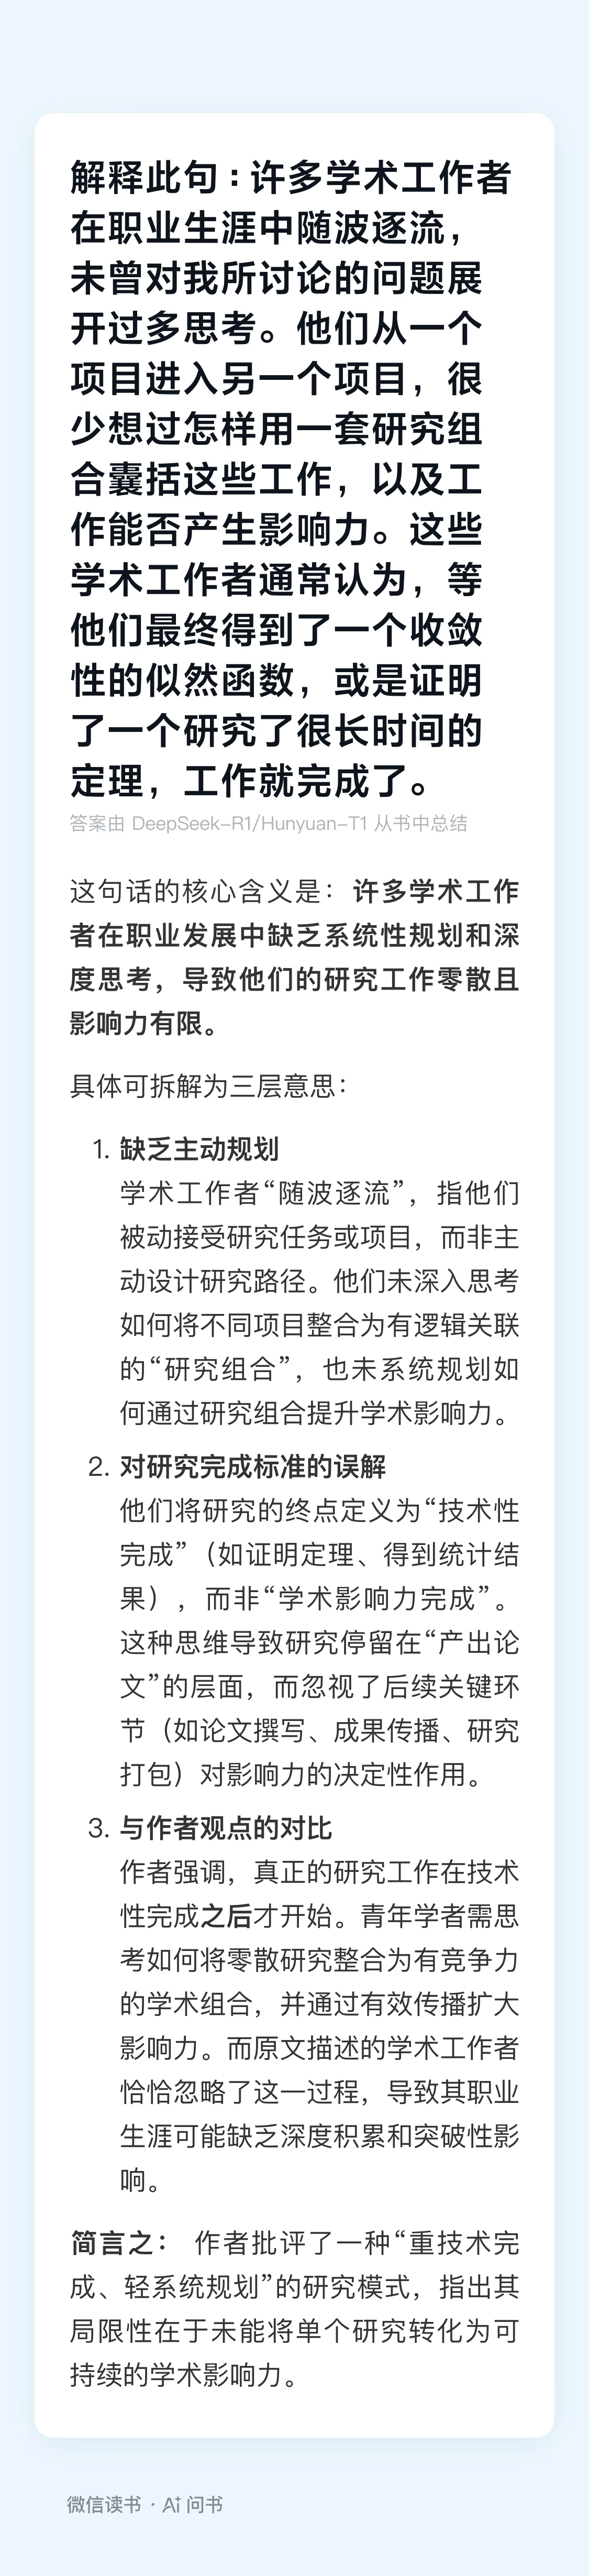 解释此句：许多学术工作者
在职业生涯中随波逐流，
未曾对我所讨论的问题展
开过多思考。他们从一个
项目进入另一个项目，很
少想过怎样用一套研究组
合囊括这些工作，以及工
作能否产生影响力。这些
学术工作者通常认为，等
他们最终得到了一个收敛
性的似然函数，或是证明
了一个研究了很长时间的
定理，工作就完成了。
答案由 DeepSeek-R1/Hunyuan-T1 从书中总结
这句话的核心含义是：许多学术工作
者在职业发展中缺乏系统性规划和深
度思考，导致他们的研究工作零散且
影响力有限。
具体可拆解为三层意思：
1. 缺乏主动规划
学术工作者“随波逐流”，指他们
被动接受研究任务或项目，而非主
动设计研究路径。他们未深入思考
如何将不同项目整合为有逻辑关联
的“研究组合”，也未系统规划如
何通过研究组合提升学术影响力。
2. 对研究完成标准的误解
他们将研究的终点定义为“技术性
完成”（如证明定理、得到统计结
果），而非“学术影响力完成”。
这种思维导致研究停留在“产出论
文”的层面，而忽视了后续关键环
节（如论文撰写、成果传播、研究
打包）对影响力的决定性作用。
3. 与作者观点的对比
作者强调，真正的研究工作在技术
性完成之后才开始。青年学者需思
考如何将零散研究整合为有竞争力
的学术组合，并通过有效传播扩大
影响力。而原文描述的学术工作者
恰恰忽略了这一过程，导致其职业
生涯可能缺乏深度积累和突破性影
响。
简言之： 作者批评了一种“重技术完
成、轻系统规划”的研究模式，指出其
局限性在于未能将单个研究转化为可
持续的学术影响力。
微信读书 · Ai 问书